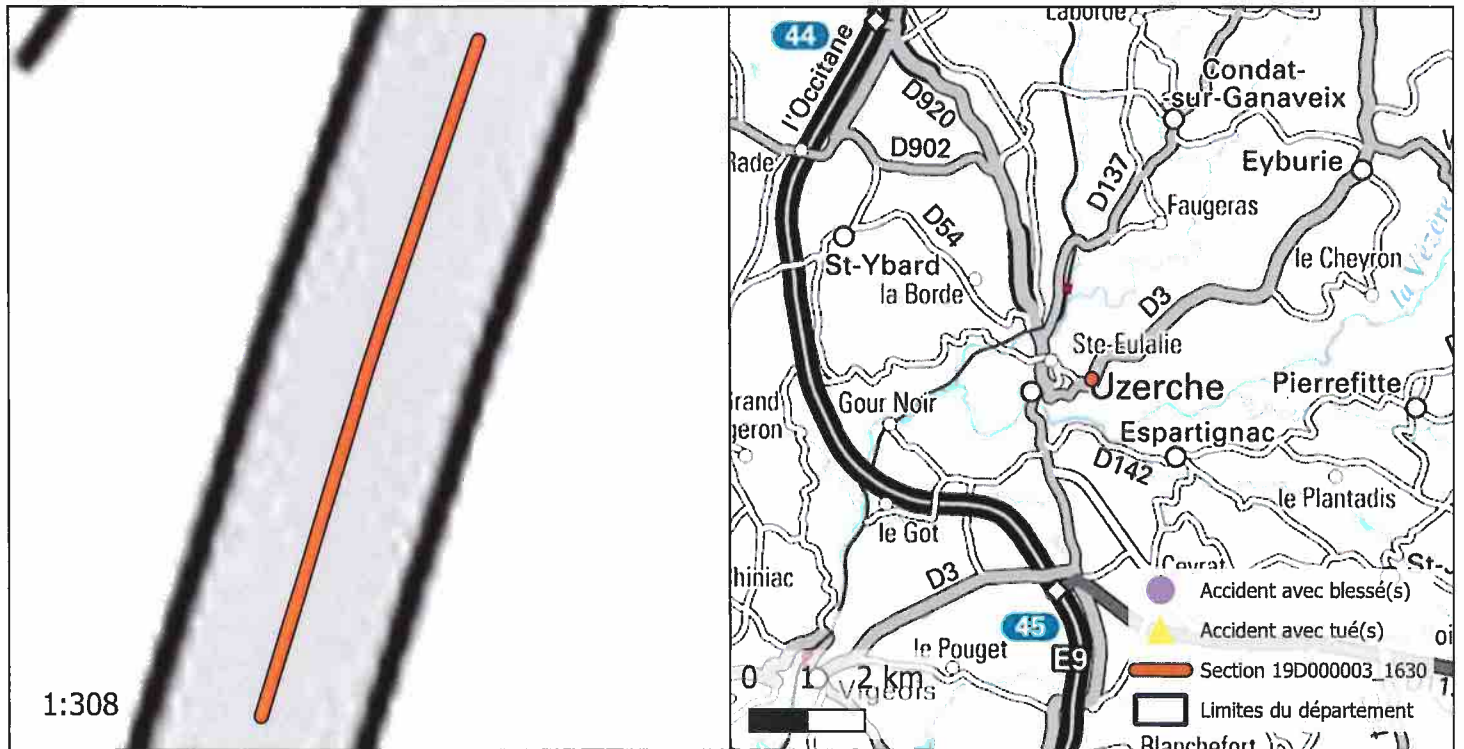 1:308
44
l'Occitane
Laborde
Condat-
-sur-Ganaveix
D920
D902
Rade
D137
Eyburie
Faugeras
D54
St-Ybard
la Borde
le Cheyron
la Vézère
D3
Ste-Eulalie
Uzerche
Pierrefitte
Gour Noir
Espartignac
D142
le Plantadis
le Got
D3
Ceyrat
45
le Pouget
E9
0 1 2 km
Vigeois
Accident avec blessé(s)
Accident avec tué(s)
Section 19D000003_1630
Limites du département
Blanchefort